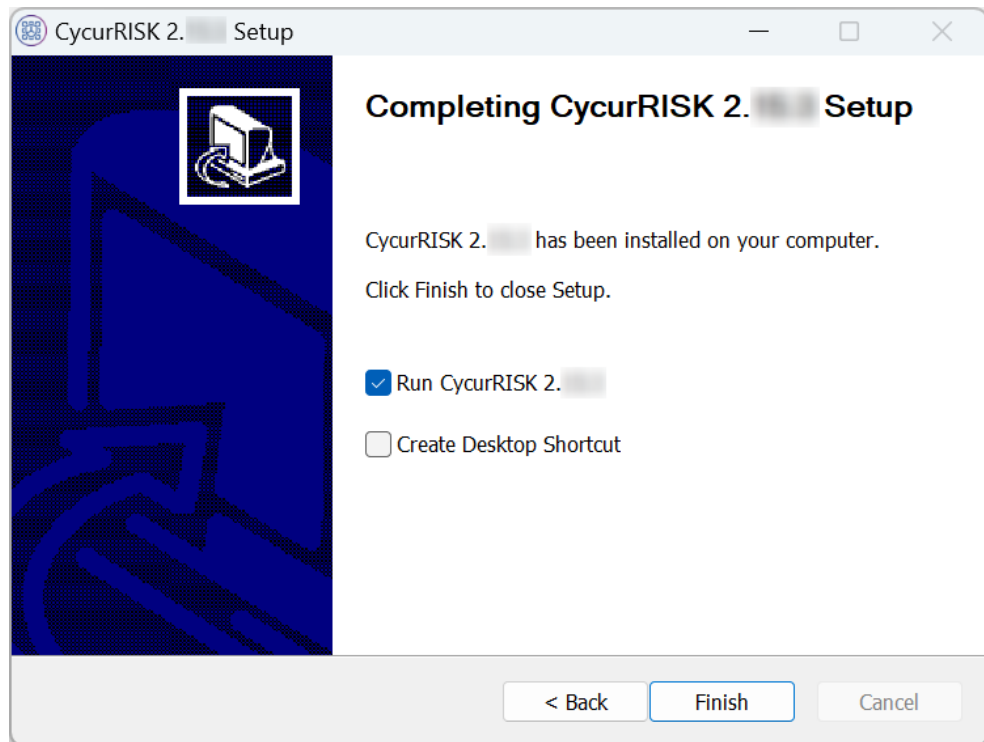 CycurRISK 2. Setup
Completing CycurRISK 2. Setup
CycurRISK 2. has been installed on your computer.
Click Finish to close Setup.
Run CycurRISK 2.
Create Desktop Shortcut
< Back Finish Cancel